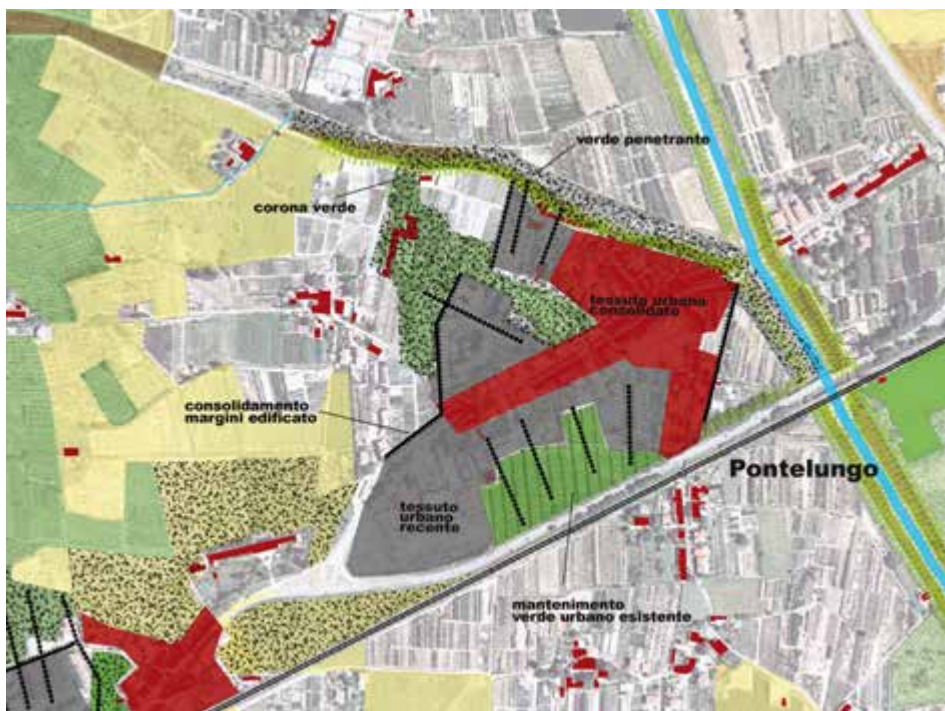 verde penetrante
corona verde
tessuto urbano
consolidato
consolidamento
margini edificato
Pontelungo
tessuto
urbano
recente
mantenimento
verde urbano esistente